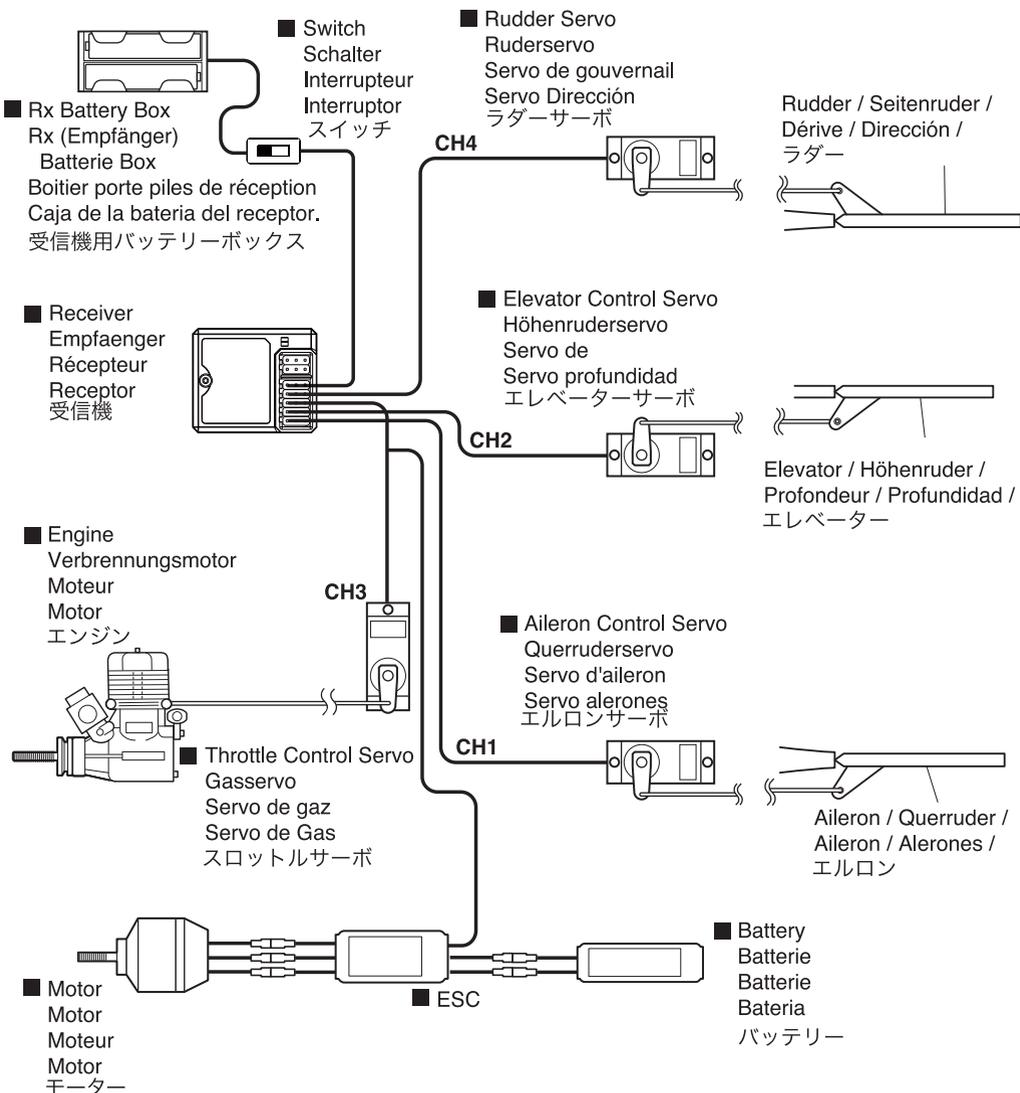 ■ Switch
Schalter
Interrupteur
Interruptor
スイッチ
■ Rudder Servo
Ruderservo
Servo de gouvernail
Servo Dirección
ラダーサーボ
■ Rx Battery Box
Rx (Empfänger)
Batterie Box
Boitier porte piles de réception
Caja de la bateria del receptor.
受信機用バッテリーボックス
CH4
Rudder / Seitenruder /
Dérive / Dirección /
ラダー
■ Receiver
Empfaenger
Récepteur
Receptor
受信機
■ Elevator Control Servo
Höhenruderservo
Servo de
Servo profundidad
エレベーターサーボ
CH2
Elevator / Höhenruder /
Profondeur / Profundidad /
エレベーター
■ Engine
Verbrennungsmotor
Moteur
Motor
エンジン
CH3
■ Throttle Control Servo
Gasservo
Servo de gaz
Servo de Gas
スロットルサーボ
■ Aileron Control Servo
Querruderservo
Servo d'aileron
Servo alerones
エルロンサーボ
CH1
Aileron / Querruder /
Aileron / Alerones /
エルロン
■ Motor
Motor
Moteur
Motor
モーター
■ ESC
■ Battery
Batterie
Batterie
Bateria
バッテリー